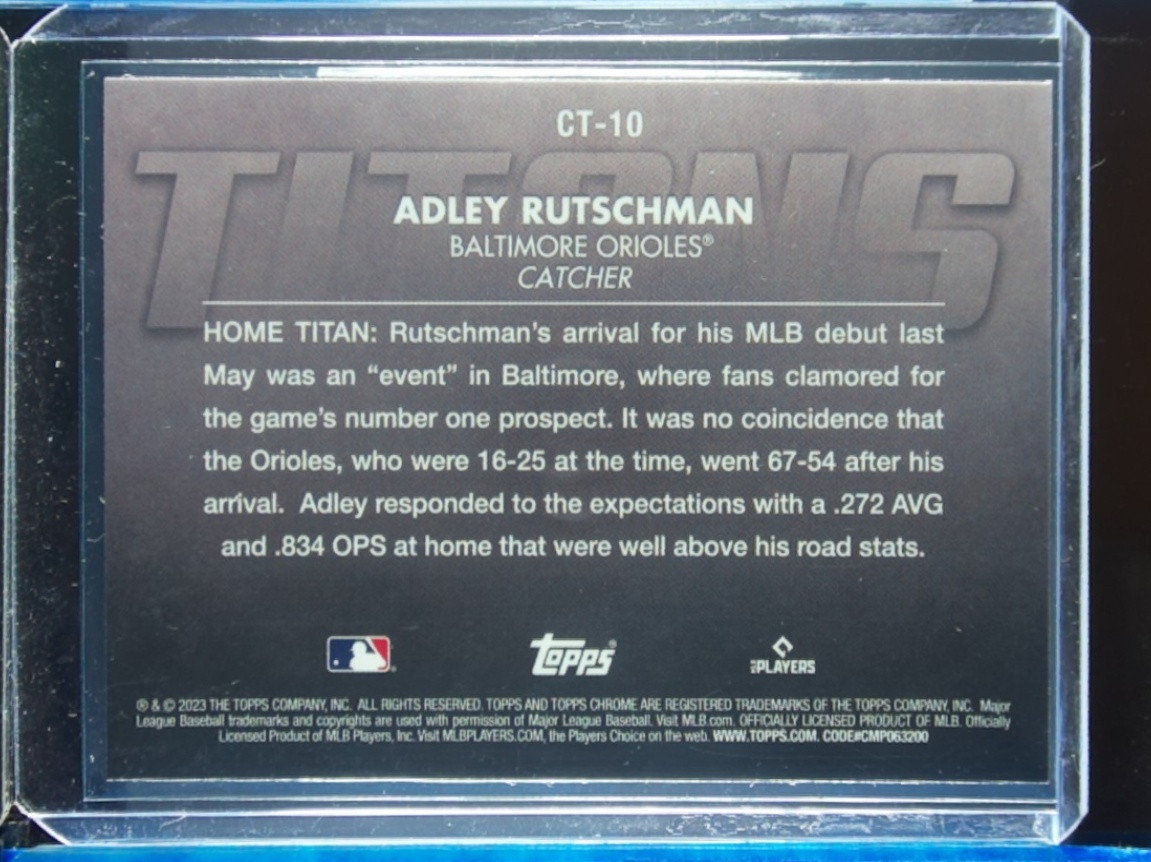 CT-10
TITANS
ADLEY RUTSCHMAN
BALTIMORE ORIOLES®
CATCHER
HOME TITAN: Rutschman's arrival for his MLB debut last
May was an “event” in Baltimore, where fans clamored for
the game's number one prospect. It was no coincidence that
the Orioles, who were 16-25 at the time, went 67-54 after his
arrival. Adley responded to the expectations with a .272 AVG
and .834 OPS at home that were well above his road stats.
Topps®
MLB PLAYERS
® & © 2023 THE TOPPS COMPANY, INC. ALL RIGHTS RESERVED. TOPPS AND TOPPS CHROME ARE REGISTERED TRADEMARKS OF THE TOPPS COMPANY, INC. Major
League Baseball trademarks and copyrights are used with permission of Major League Baseball. Visit MLB.com. OFFICIALLY LICENSED PRODUCT OF MLB. Officially
Licensed Product of MLB Players, Inc. Visit MLBPLAYERS.COM, the Players Choice on the web. WWW.TOPPS.COM. CODE#CMP063200